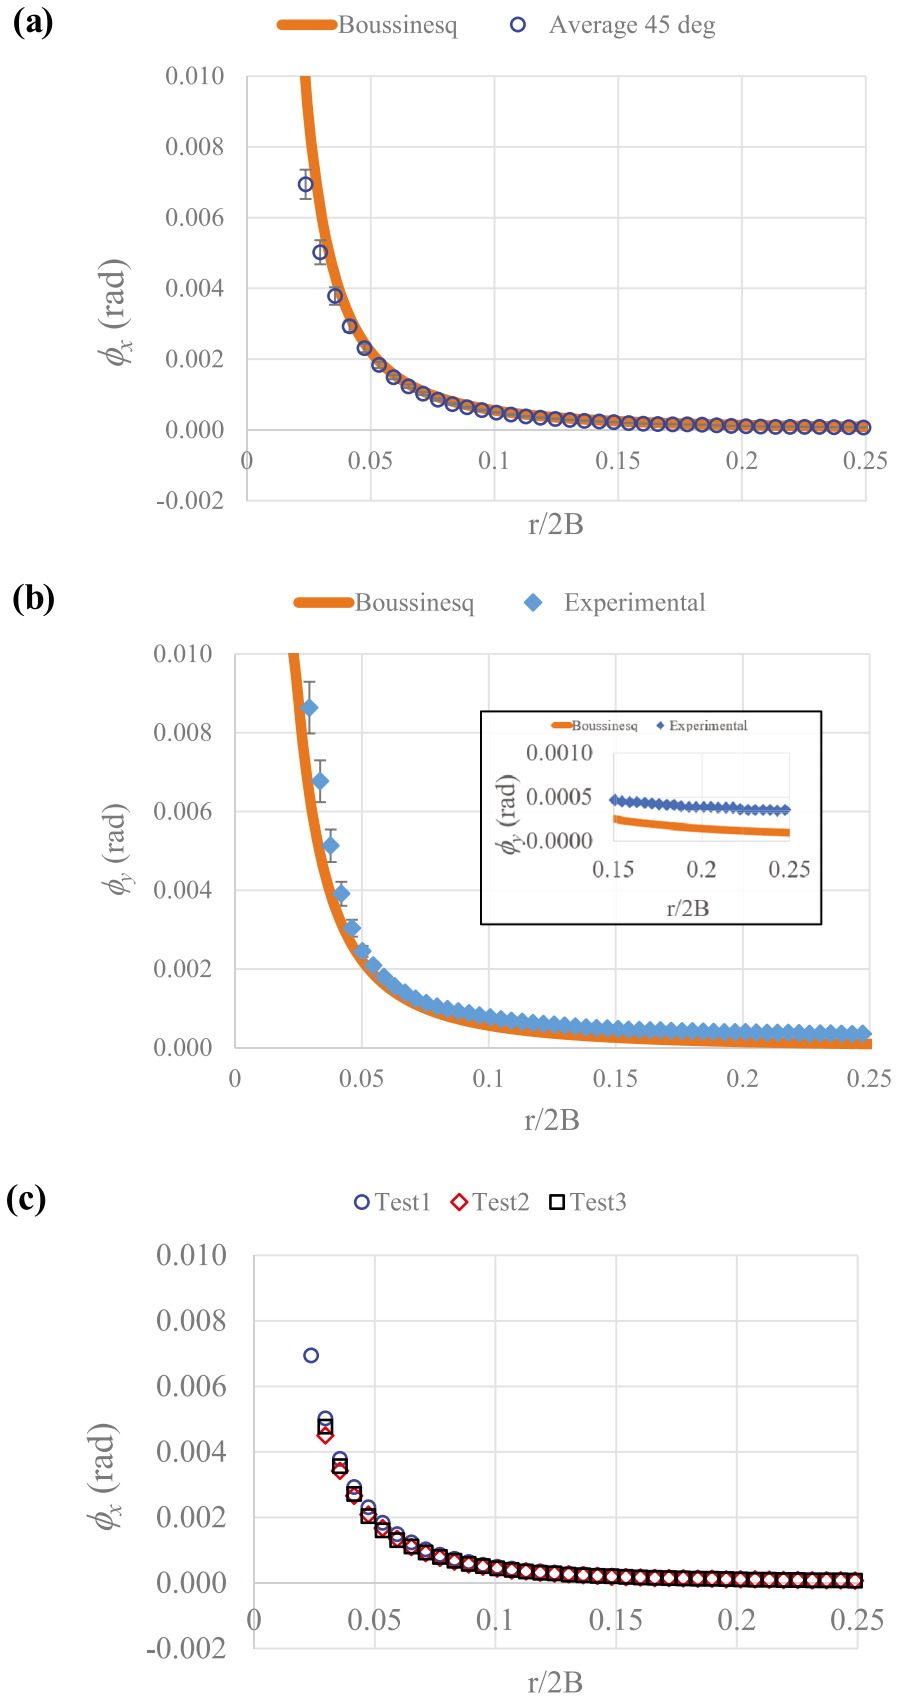 (a)
Boussinesq Average 45 deg
0.010
0.008
0.006
0.004
0.002
0.000
-0.002
ϕx (rad)
0 0.05 0.1 0.15 0.2 0.25
r/2B
(b)
Boussinesq Experimental
0.010
0.008
0.006
0.004
0.002
0.000
ϕy (rad)
Boussinesq Experimental
0.0010
0.0005
-0.0000
ϕy (rad)
0.15 0.2 0.25
r/2B
0 0.05 0.1 0.15 0.2 0.25
r/2B
(c)
Test1 Test2 Test3
0.010
0.008
0.006
0.004
0.002
0.000
-0.002
ϕx (rad)
0 0.05 0.1 0.15 0.2 0.25
r/2B